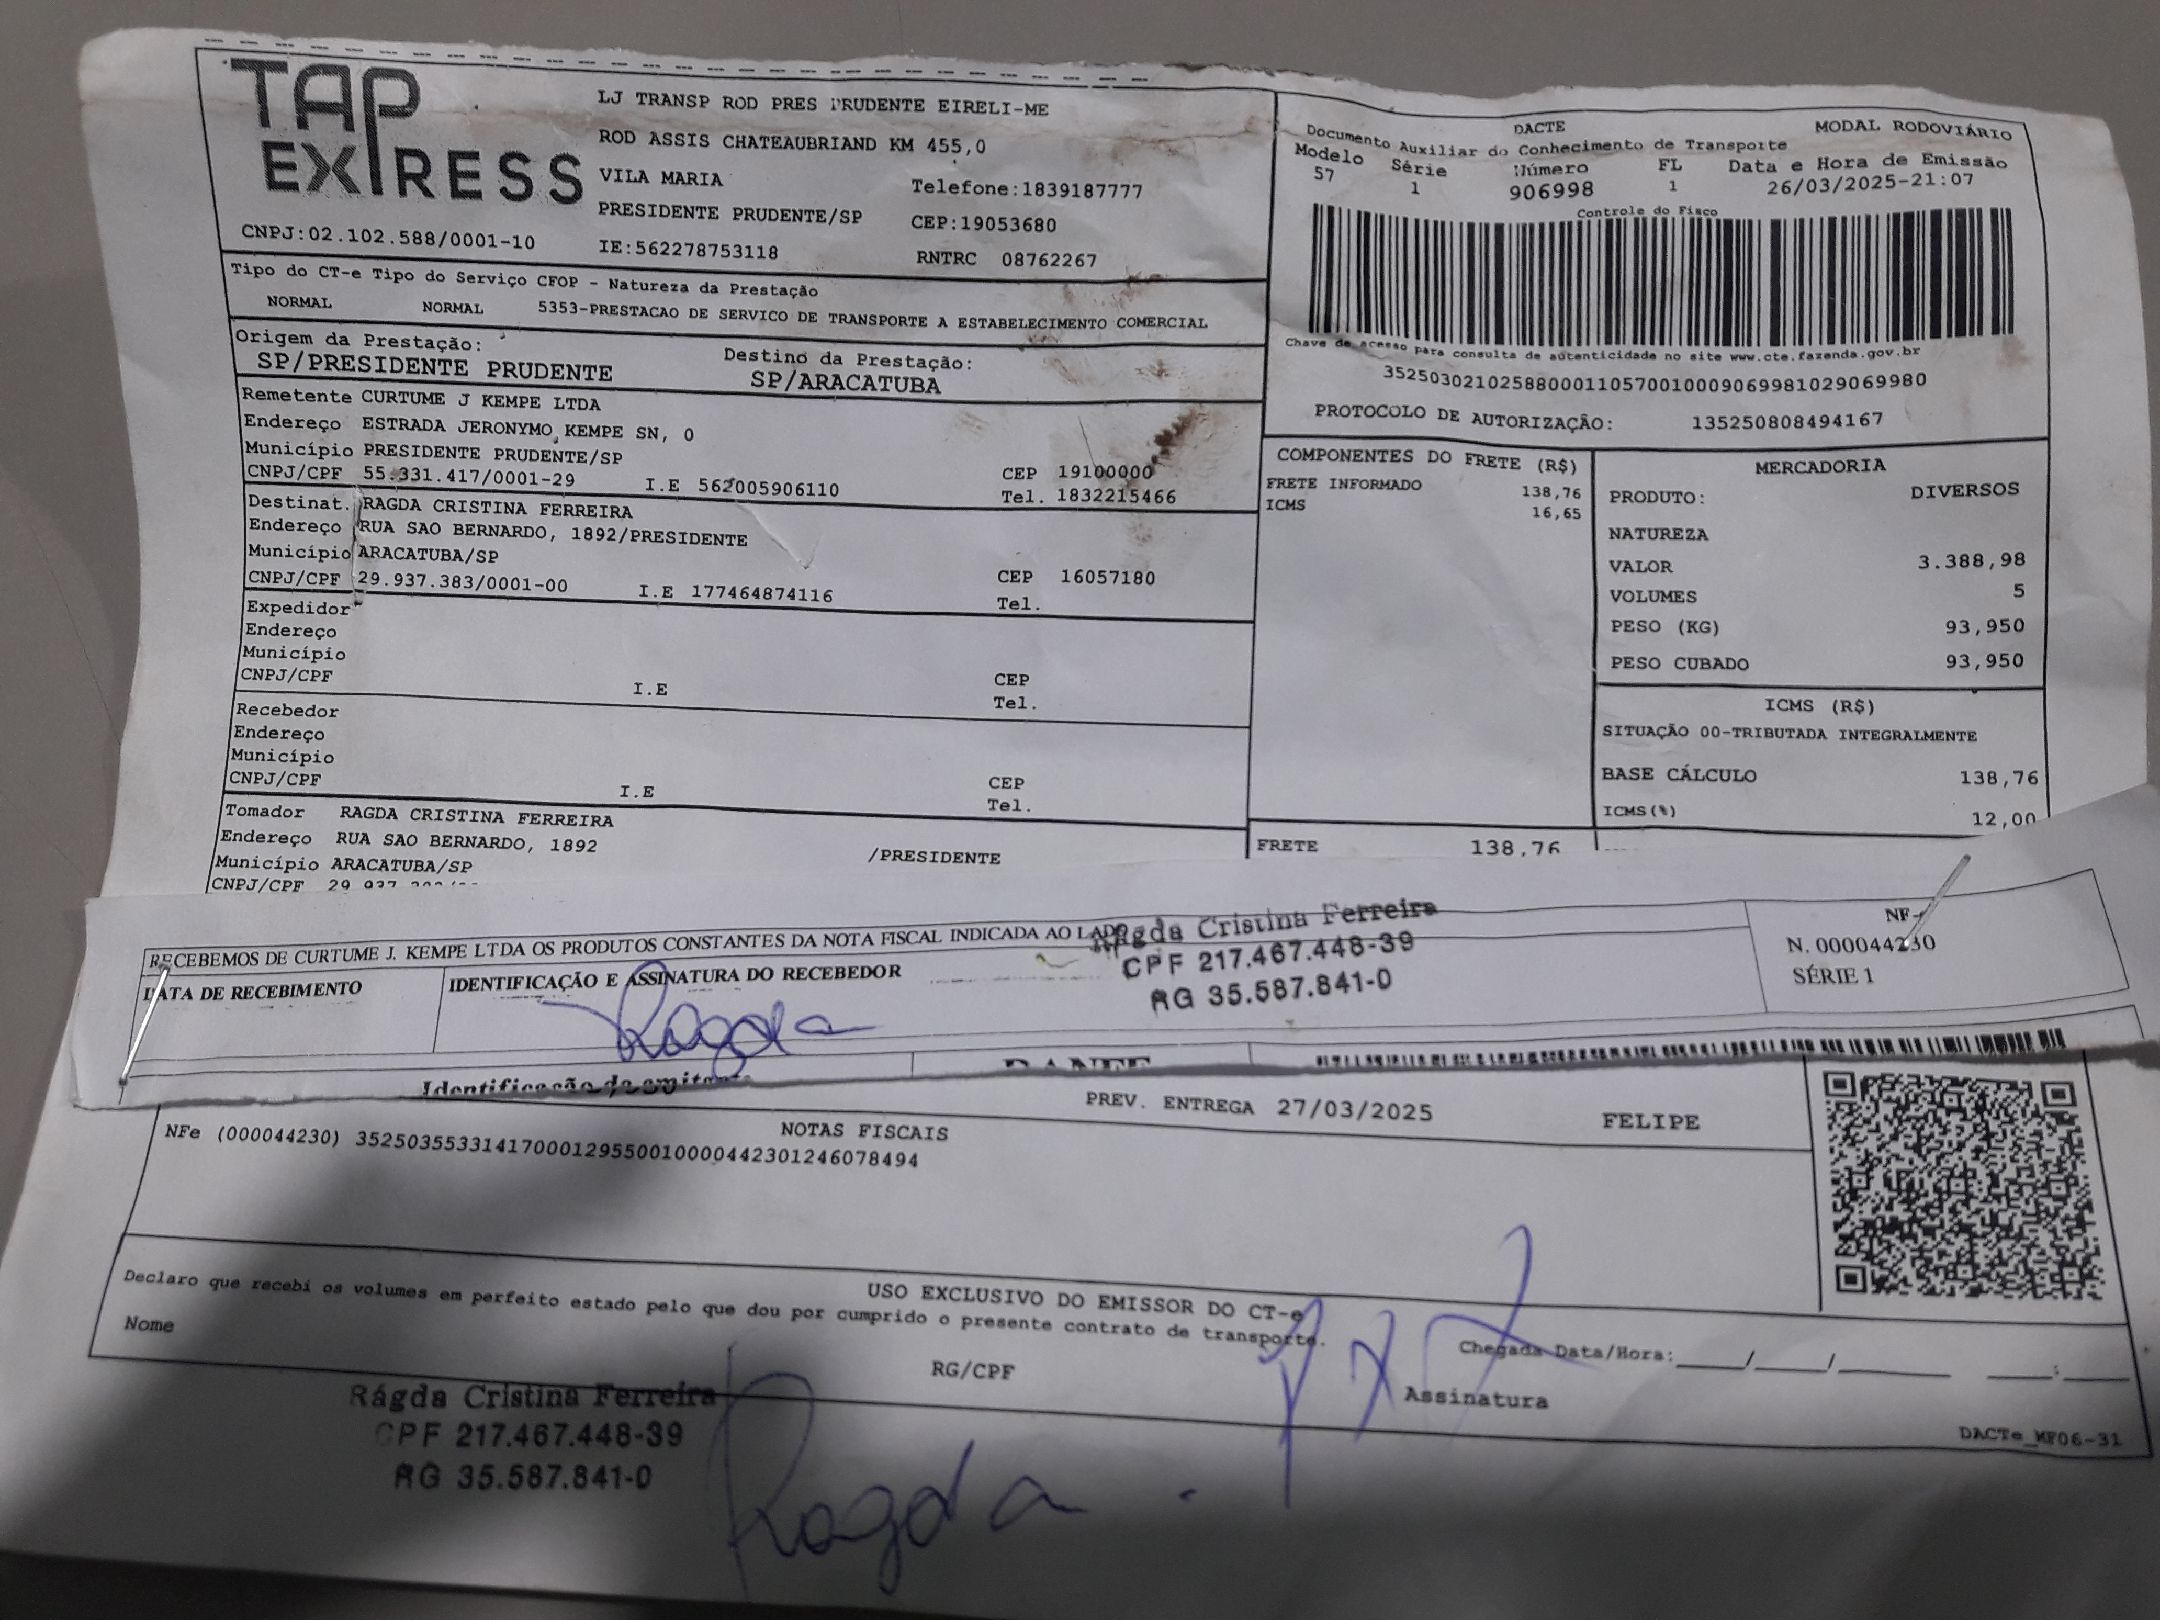 TAP EXPRESS
LJ TRANSP ROD PRES PRUDENTE EIRELI-ME
ROD ASSIS CHATEAUBRIAND KM 455,0
VILA MARIA Telefone:1839187777
PRESIDENTE PRUDENTE/SP CEP:19053680
CNPJ:02.102.588/0001-10 IE:562278753118 RNTRC 08762267
DACTE MODAL RODOVIÁRIO
Documento Auxiliar do Conhecimento de Transporte
Modelo Série Número FL Data e Hora de Emissão
57 1 906998 1 26/03/2025-21:07
Controle do Fisco
Chave de acesso para consulta de autenticidade no site www.cte.fazenda.gov.br
35250302102588000110570010009069981029069980
PROTOCOLO DE AUTORIZAÇÃO: 135250808494167
Tipo do CT-e Tipo do Serviço CFOP - Natureza da Prestação
NORMAL NORMAL 5353-PRESTACAO DE SERVICO DE TRANSPORTE A ESTABELECIMENTO COMERCIAL
Origem da Prestação: Destino da Prestação:
SP/PRESIDENTE PRUDENTE SP/ARACATUBA
Remetente CURTUME J KEMPE LTDA
Endereço ESTRADA JERONYMO KEMPE SN, 0
Município PRESIDENTE PRUDENTE/SP CEP 19100000
CNPJ/CPF 55.331.417/0001-29 I.E 562005906110 Tel. 1832215466
Destinat. RAGDA CRISTINA FERREIRA
Endereço RUA SAO BERNARDO, 1892/PRESIDENTE
Município ARACATUBA/SP CEP 16057180
CNPJ/CPF 29.937.383/0001-00 I.E 177464874116 Tel.
Expedidor
Endereço
Município CEP
CNPJ/CPF I.E Tel.
Recebedor
Endereço
Município CEP
CNPJ/CPF I.E Tel.
Tomador RAGDA CRISTINA FERREIRA
Endereço RUA SAO BERNARDO, 1892 /PRESIDENTE
Município ARACATUBA/SP
CNPJ/CPF
COMPONENTES DO FRETE (R$)
FRETE INFORMADO 138,76
ICMS 16,65
FRETE 138,76
MERCADORIA
PRODUTO: DIVERSOS
NATUREZA
VALOR 3.388,98
VOLUMES 5
PESO (KG) 93,950
PESO CUBADO 93,950
ICMS (R$)
SITUAÇÃO 00-TRIBUTADA INTEGRALMENTE
BASE CÁLCULO 138,76
ICMS(%) 12,00
RECEBEMOS DE CURTUME J. KEMPE LTDA OS PRODUTOS CONSTANTES DA NOTA FISCAL INDICADA AO LADO
DATA DE RECEBIMENTO IDENTIFICAÇÃO E ASSINATURA DO RECEBEDOR
Ragda
Rágda Cristina Ferreira
CPF 217.467.448-39
RG 35.587.841-0
N. 000044230
SÉRIE 1
DANFE
Identificação do emitente
PREV. ENTREGA 27/03/2025 FELIPE
NOTAS FISCAIS
NFe (000044230) 35250355331417000129550010000442301246078494
USO EXCLUSIVO DO EMISSOR DO CT-e
Declaro que recebi os volumes em perfeito estado pelo que dou por cumprido o presente contrato de transporte.
Nome RG/CPF Assinatura Chegada Data/Hora:____/____/______ ___:___
DACTe_MF06-31
Rágda Cristina Ferreira
CPF 217.467.448-39
RG 35.587.841-0
Ragda